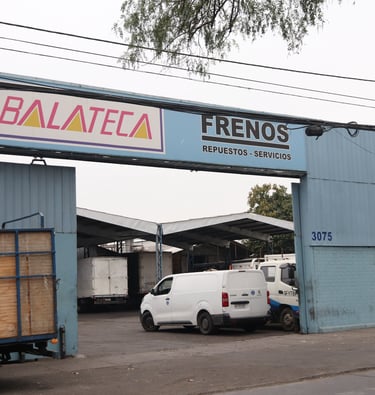 BALATECA
FRENOS
REPUESTOS - SERVICIOS
3075